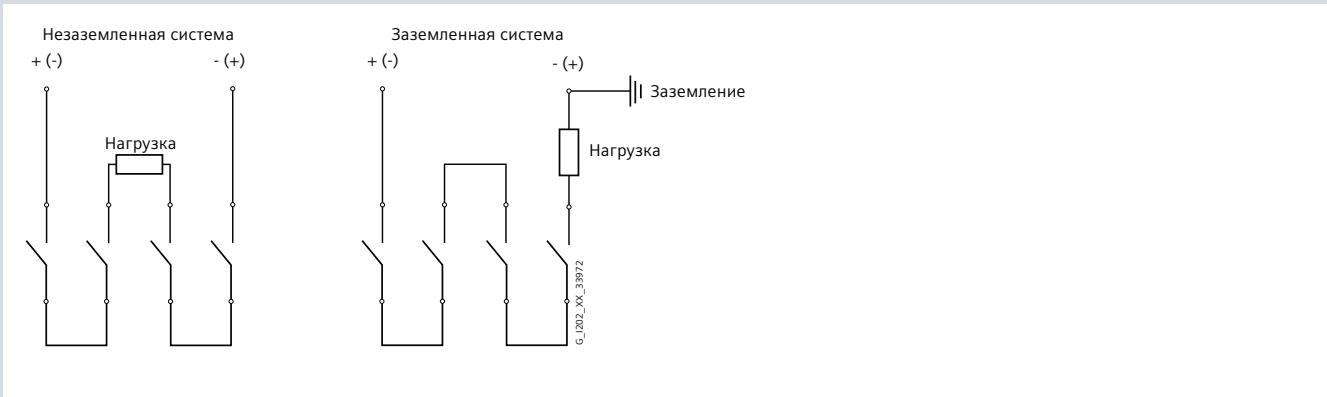 Незаземленная система
+ (-)
- (+)
Нагрузка
Заземленная система
+ (-)
- (+)
Заземление
Нагрузка
G_I202_XX_33972